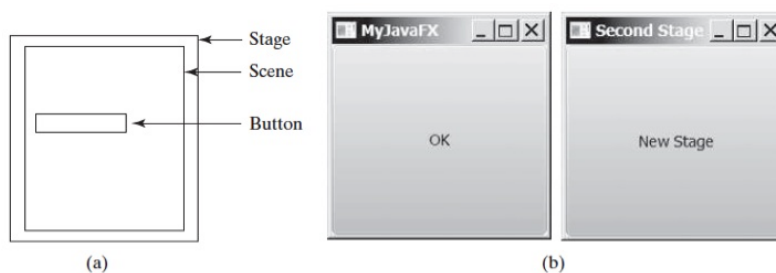 Stage
Scene
Button
(a)
MyJavaFX
OK
Second Stage
New Stage
(b)